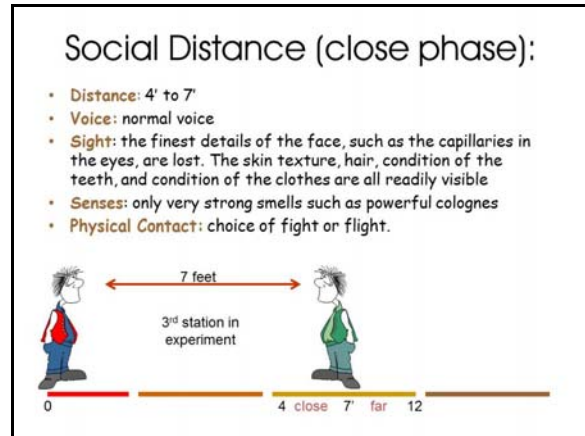 Social Distance (close phase):
• Distance: 4' to 7'
• Voice: normal voice
• Sight: the finest details of the face, such as the capillaries in
the eyes, are lost. The skin texture, hair, condition of the
teeth, and condition of the clothes are all readily visible
• Senses: only very strong smells such as powerful colognes
• Physical Contact: choice of fight or flight.
7 feet
3rd station in
experiment
0 4 close 7' far 12